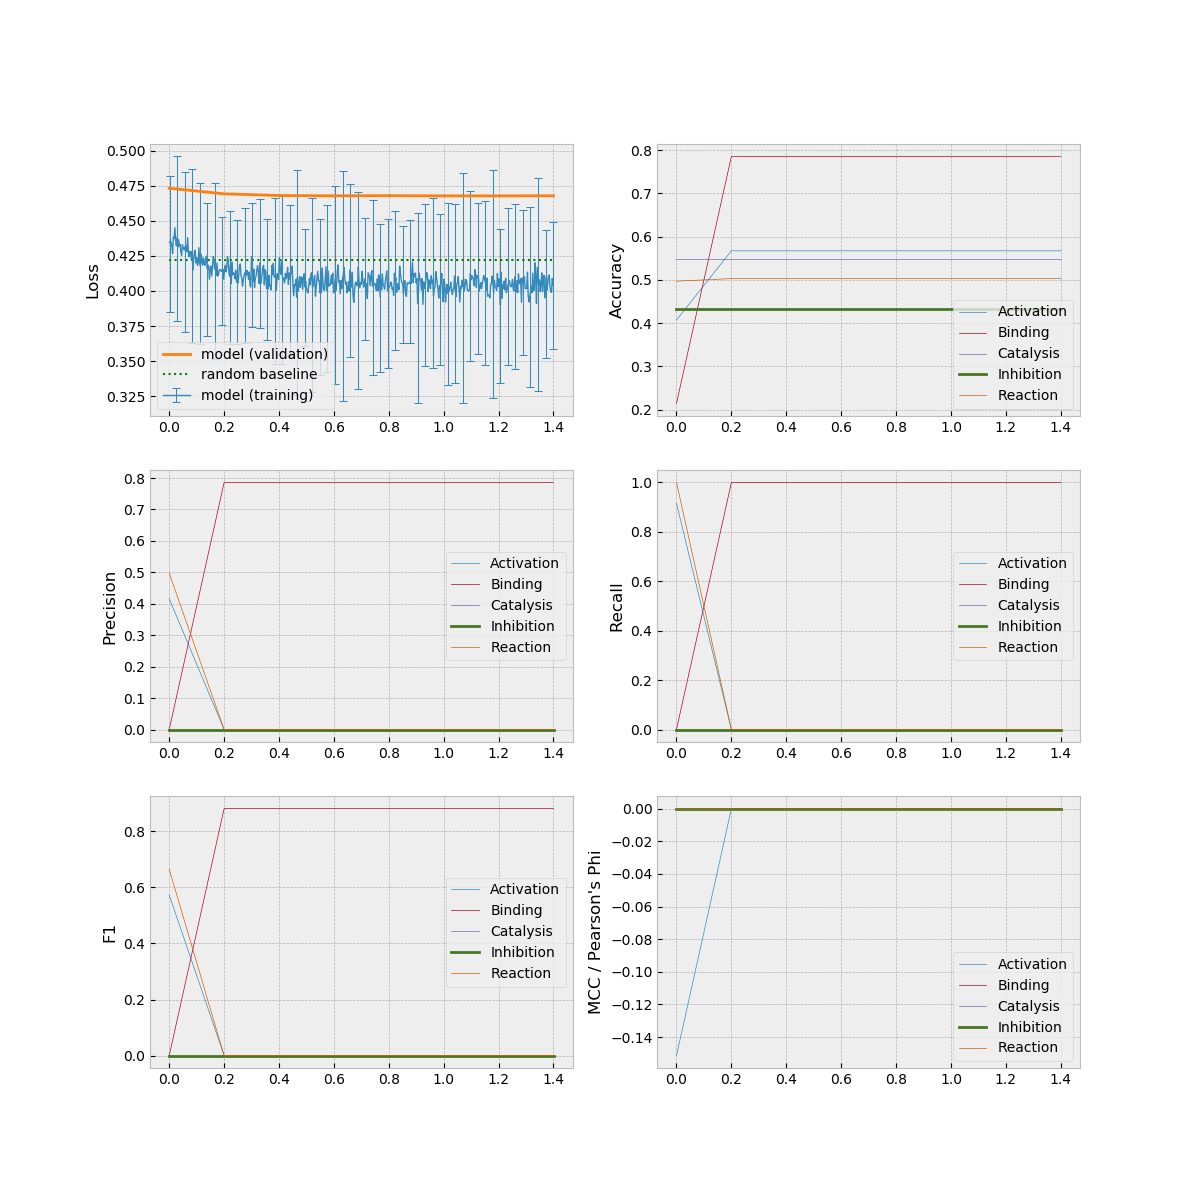 0.500
0.475
0.450
0.425
0.400
0.375
0.350
0.325
Loss
model (validation)
random baseline
model (training)
0.0 0.2 0.4 0.6 0.8 1.0 1.2 1.4
0.8
0.7
0.6
0.5
0.4
0.3
0.2
Accuracy
Activation
Binding
Catalysis
Inhibition
Reaction
0.0 0.2 0.4 0.6 0.8 1.0 1.2 1.4
0.8
0.7
0.6
0.5
0.4
0.3
0.2
0.1
0.0
Precision
Activation
Binding
Catalysis
Inhibition
Reaction
0.0 0.2 0.4 0.6 0.8 1.0 1.2 1.4
1.0
0.8
0.6
0.4
0.2
0.0
Recall
Activation
Binding
Catalysis
Inhibition
Reaction
0.0 0.2 0.4 0.6 0.8 1.0 1.2 1.4
0.8
0.6
0.4
0.2
0.0
F1
Activation
Binding
Catalysis
Inhibition
Reaction
0.0 0.2 0.4 0.6 0.8 1.0 1.2 1.4
0.00
−0.02
−0.04
−0.06
−0.08
−0.10
−0.12
−0.14
MCC / Pearson's Phi
Activation
Binding
Catalysis
Inhibition
Reaction
0.0 0.2 0.4 0.6 0.8 1.0 1.2 1.4